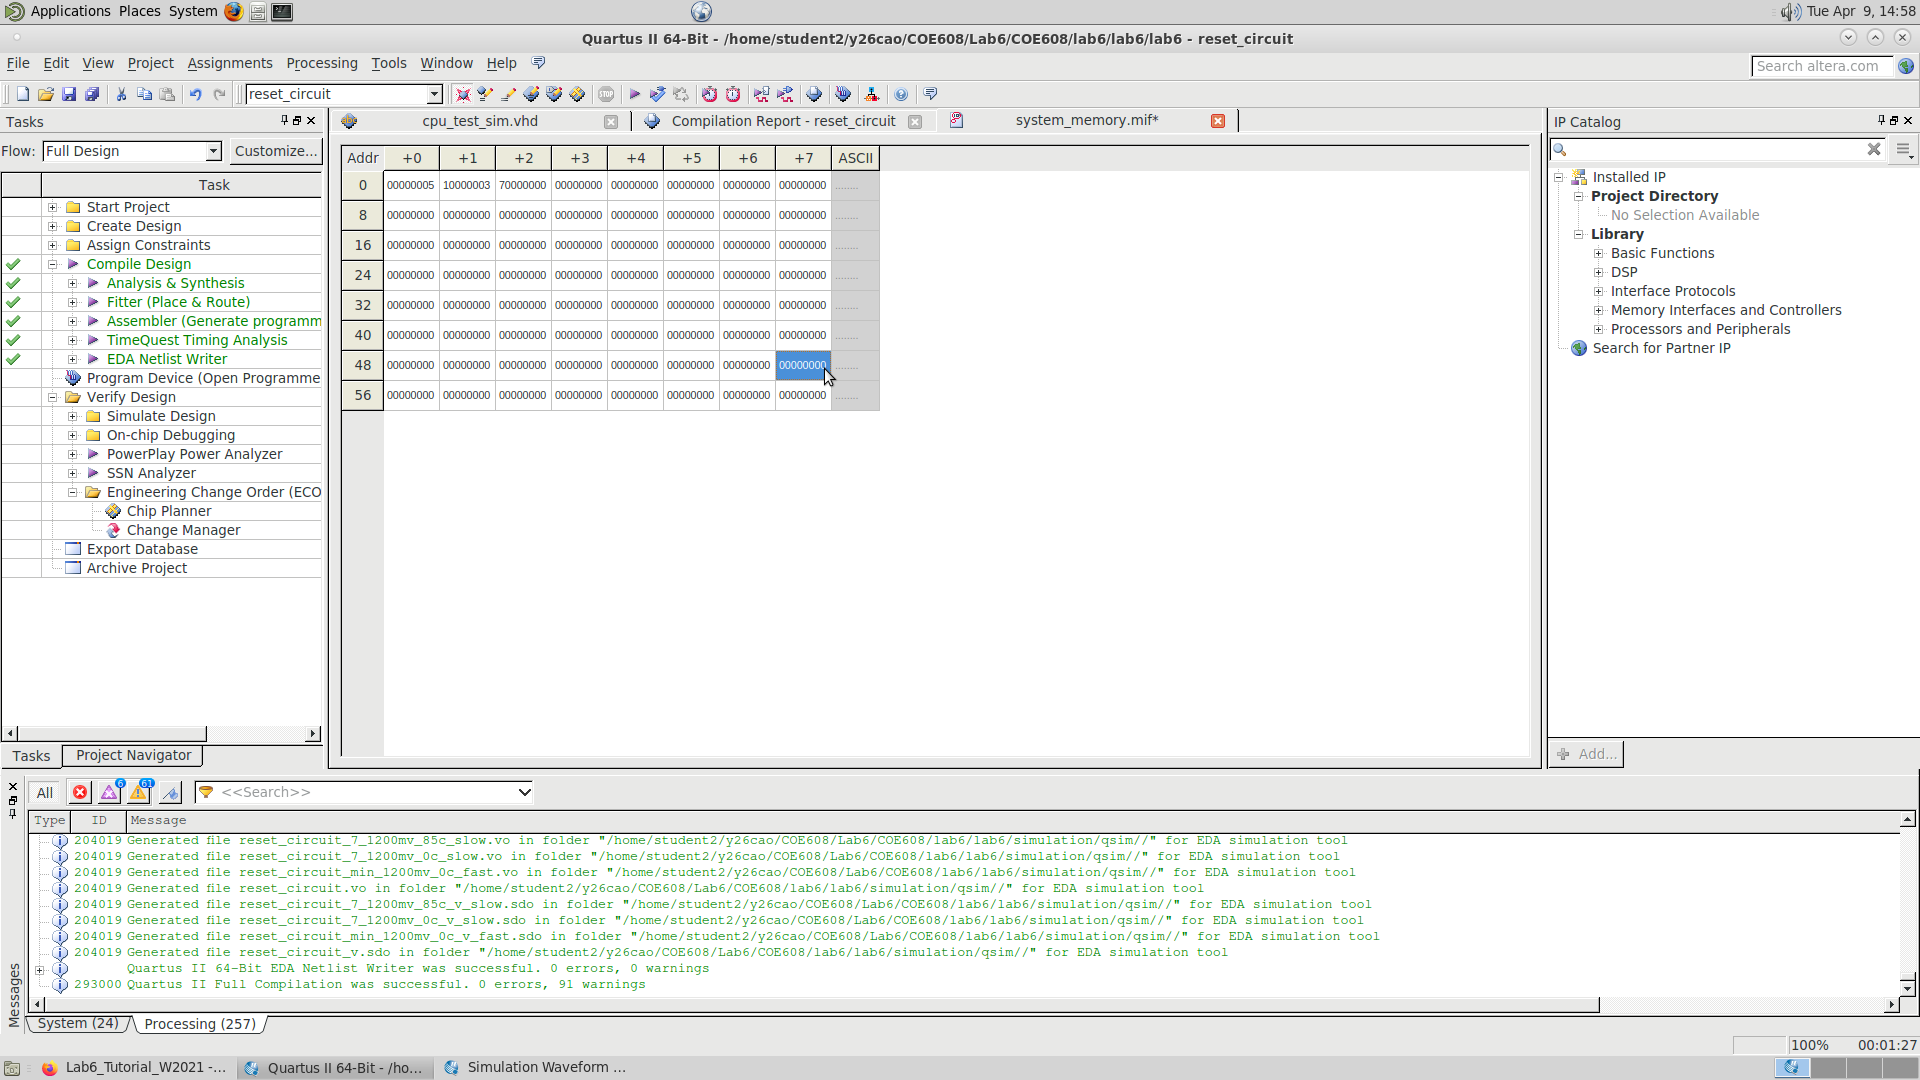 Applications Places System Tue Apr 9, 14:58
Quartus II 64-Bit - /home/student2/y26cao/COE608/Lab6/COE608/lab6/lab6/lab6 - reset_circuit
File Edit View Project Assignments Processing Tools Window Help
Search altera.com
reset_circuit
Tasks
Flow: Full Design Customize...
Task
Start Project
Create Design
Assign Constraints
Compile Design
Analysis & Synthesis
Fitter (Place & Route)
Assembler (Generate programm
TimeQuest Timing Analysis
EDA Netlist Writer
Program Device (Open Programme
Verify Design
Simulate Design
On-chip Debugging
PowerPlay Power Analyzer
SSN Analyzer
Engineering Change Order (ECO
Chip Planner
Change Manager
Export Database
Archive Project
Tasks Project Navigator
cpu_test_sim.vhd Compilation Report - reset_circuit system_memory.mif*
Addr +0 +1 +2 +3 +4 +5 +6 +7 ASCII
0 00000005 10000003 70000000 00000000 00000000 00000000 00000000 00000000 ........
8 00000000 00000000 00000000 00000000 00000000 00000000 00000000 00000000 ........
16 00000000 00000000 00000000 00000000 00000000 00000000 00000000 00000000 ........
24 00000000 00000000 00000000 00000000 00000000 00000000 00000000 00000000 ........
32 00000000 00000000 00000000 00000000 00000000 00000000 00000000 00000000 ........
40 00000000 00000000 00000000 00000000 00000000 00000000 00000000 00000000 ........
48 00000000 00000000 00000000 00000000 00000000 00000000 00000000 00000000 ........
56 00000000 00000000 00000000 00000000 00000000 00000000 00000000 00000000 ........
IP Catalog
Installed IP
Project Directory
No Selection Available
Library
Basic Functions
DSP
Interface Protocols
Memory Interfaces and Controllers
Processors and Peripherals
Search for Partner IP
Add...
All 6 61 <<Search>>
Type ID Message
204019 Generated file reset_circuit_7_1200mv_85c_slow.vo in folder "/home/student2/y26cao/COE608/Lab6/COE608/lab6/lab6/simulation/qsim//" for EDA simulation tool
204019 Generated file reset_circuit_7_1200mv_0c_slow.vo in folder "/home/student2/y26cao/COE608/Lab6/COE608/lab6/lab6/simulation/qsim//" for EDA simulation tool
204019 Generated file reset_circuit_min_1200mv_0c_fast.vo in folder "/home/student2/y26cao/COE608/Lab6/COE608/lab6/lab6/simulation/qsim//" for EDA simulation tool
204019 Generated file reset_circuit.vo in folder "/home/student2/y26cao/COE608/Lab6/COE608/lab6/lab6/simulation/qsim//" for EDA simulation tool
204019 Generated file reset_circuit_7_1200mv_85c_v_slow.sdo in folder "/home/student2/y26cao/COE608/Lab6/COE608/lab6/lab6/simulation/qsim//" for EDA simulation tool
204019 Generated file reset_circuit_7_1200mv_0c_v_slow.sdo in folder "/home/student2/y26cao/COE608/Lab6/COE608/lab6/lab6/simulation/qsim//" for EDA simulation tool
204019 Generated file reset_circuit_min_1200mv_0c_v_fast.sdo in folder "/home/student2/y26cao/COE608/Lab6/COE608/lab6/lab6/simulation/qsim//" for EDA simulation tool
204019 Generated file reset_circuit_v.sdo in folder "/home/student2/y26cao/COE608/Lab6/COE608/lab6/lab6/simulation/qsim//" for EDA simulation tool
Quartus II 64-Bit EDA Netlist Writer was successful. 0 errors, 0 warnings
293000 Quartus II Full Compilation was successful. 0 errors, 91 warnings
Messages
System (24) Processing (257)
100% 00:01:27
Lab6_Tutorial_W2021 -... Quartus II 64-Bit - /ho... Simulation Waveform ...